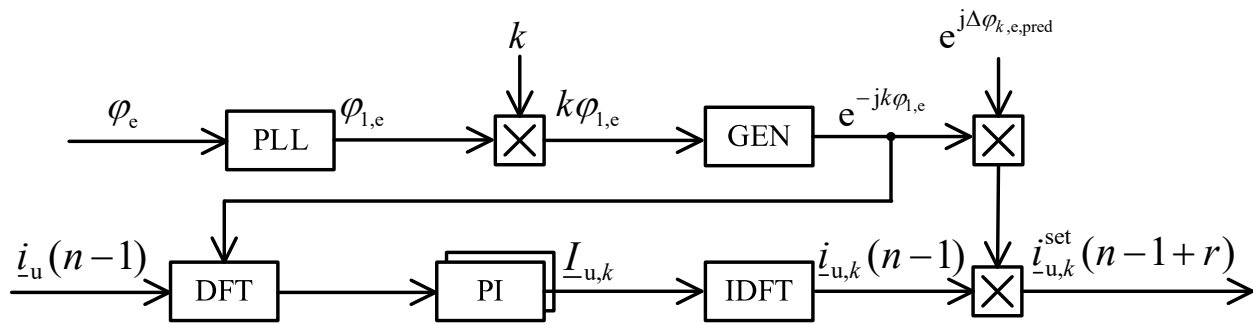 e^{jΔφ_{k,e,pred}}
k
φ_e PLL φ_{1,e} kφ_{1,e} GEN e^{-jkφ_{1,e}}
i_u(n−1) DFT PI I_{u,k} IDFT i_{u,k}(n−1) i_{u,k}^{set}(n−1+r)